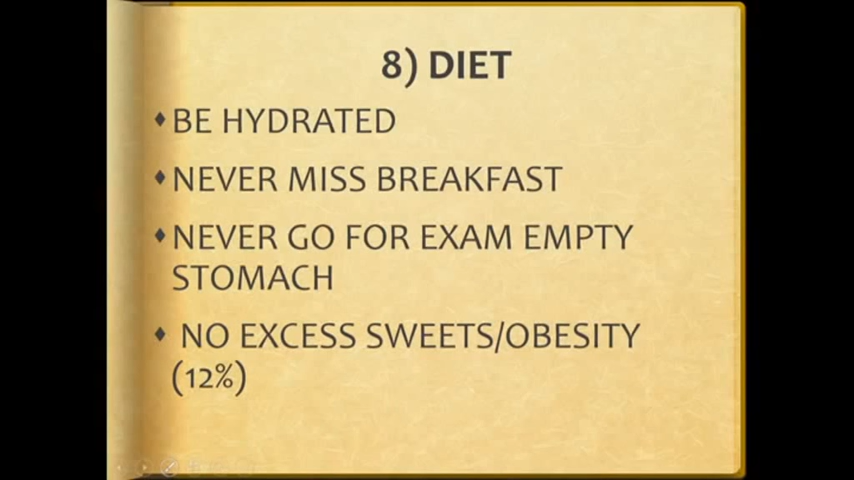 8) DIET
♦BE HYDRATED
♦NEVER MISS BREAKFAST
♦NEVER GO FOR EXAM EMPTY
STOMACH
♦ NO EXCESS SWEETS/OBESITY
(12%)